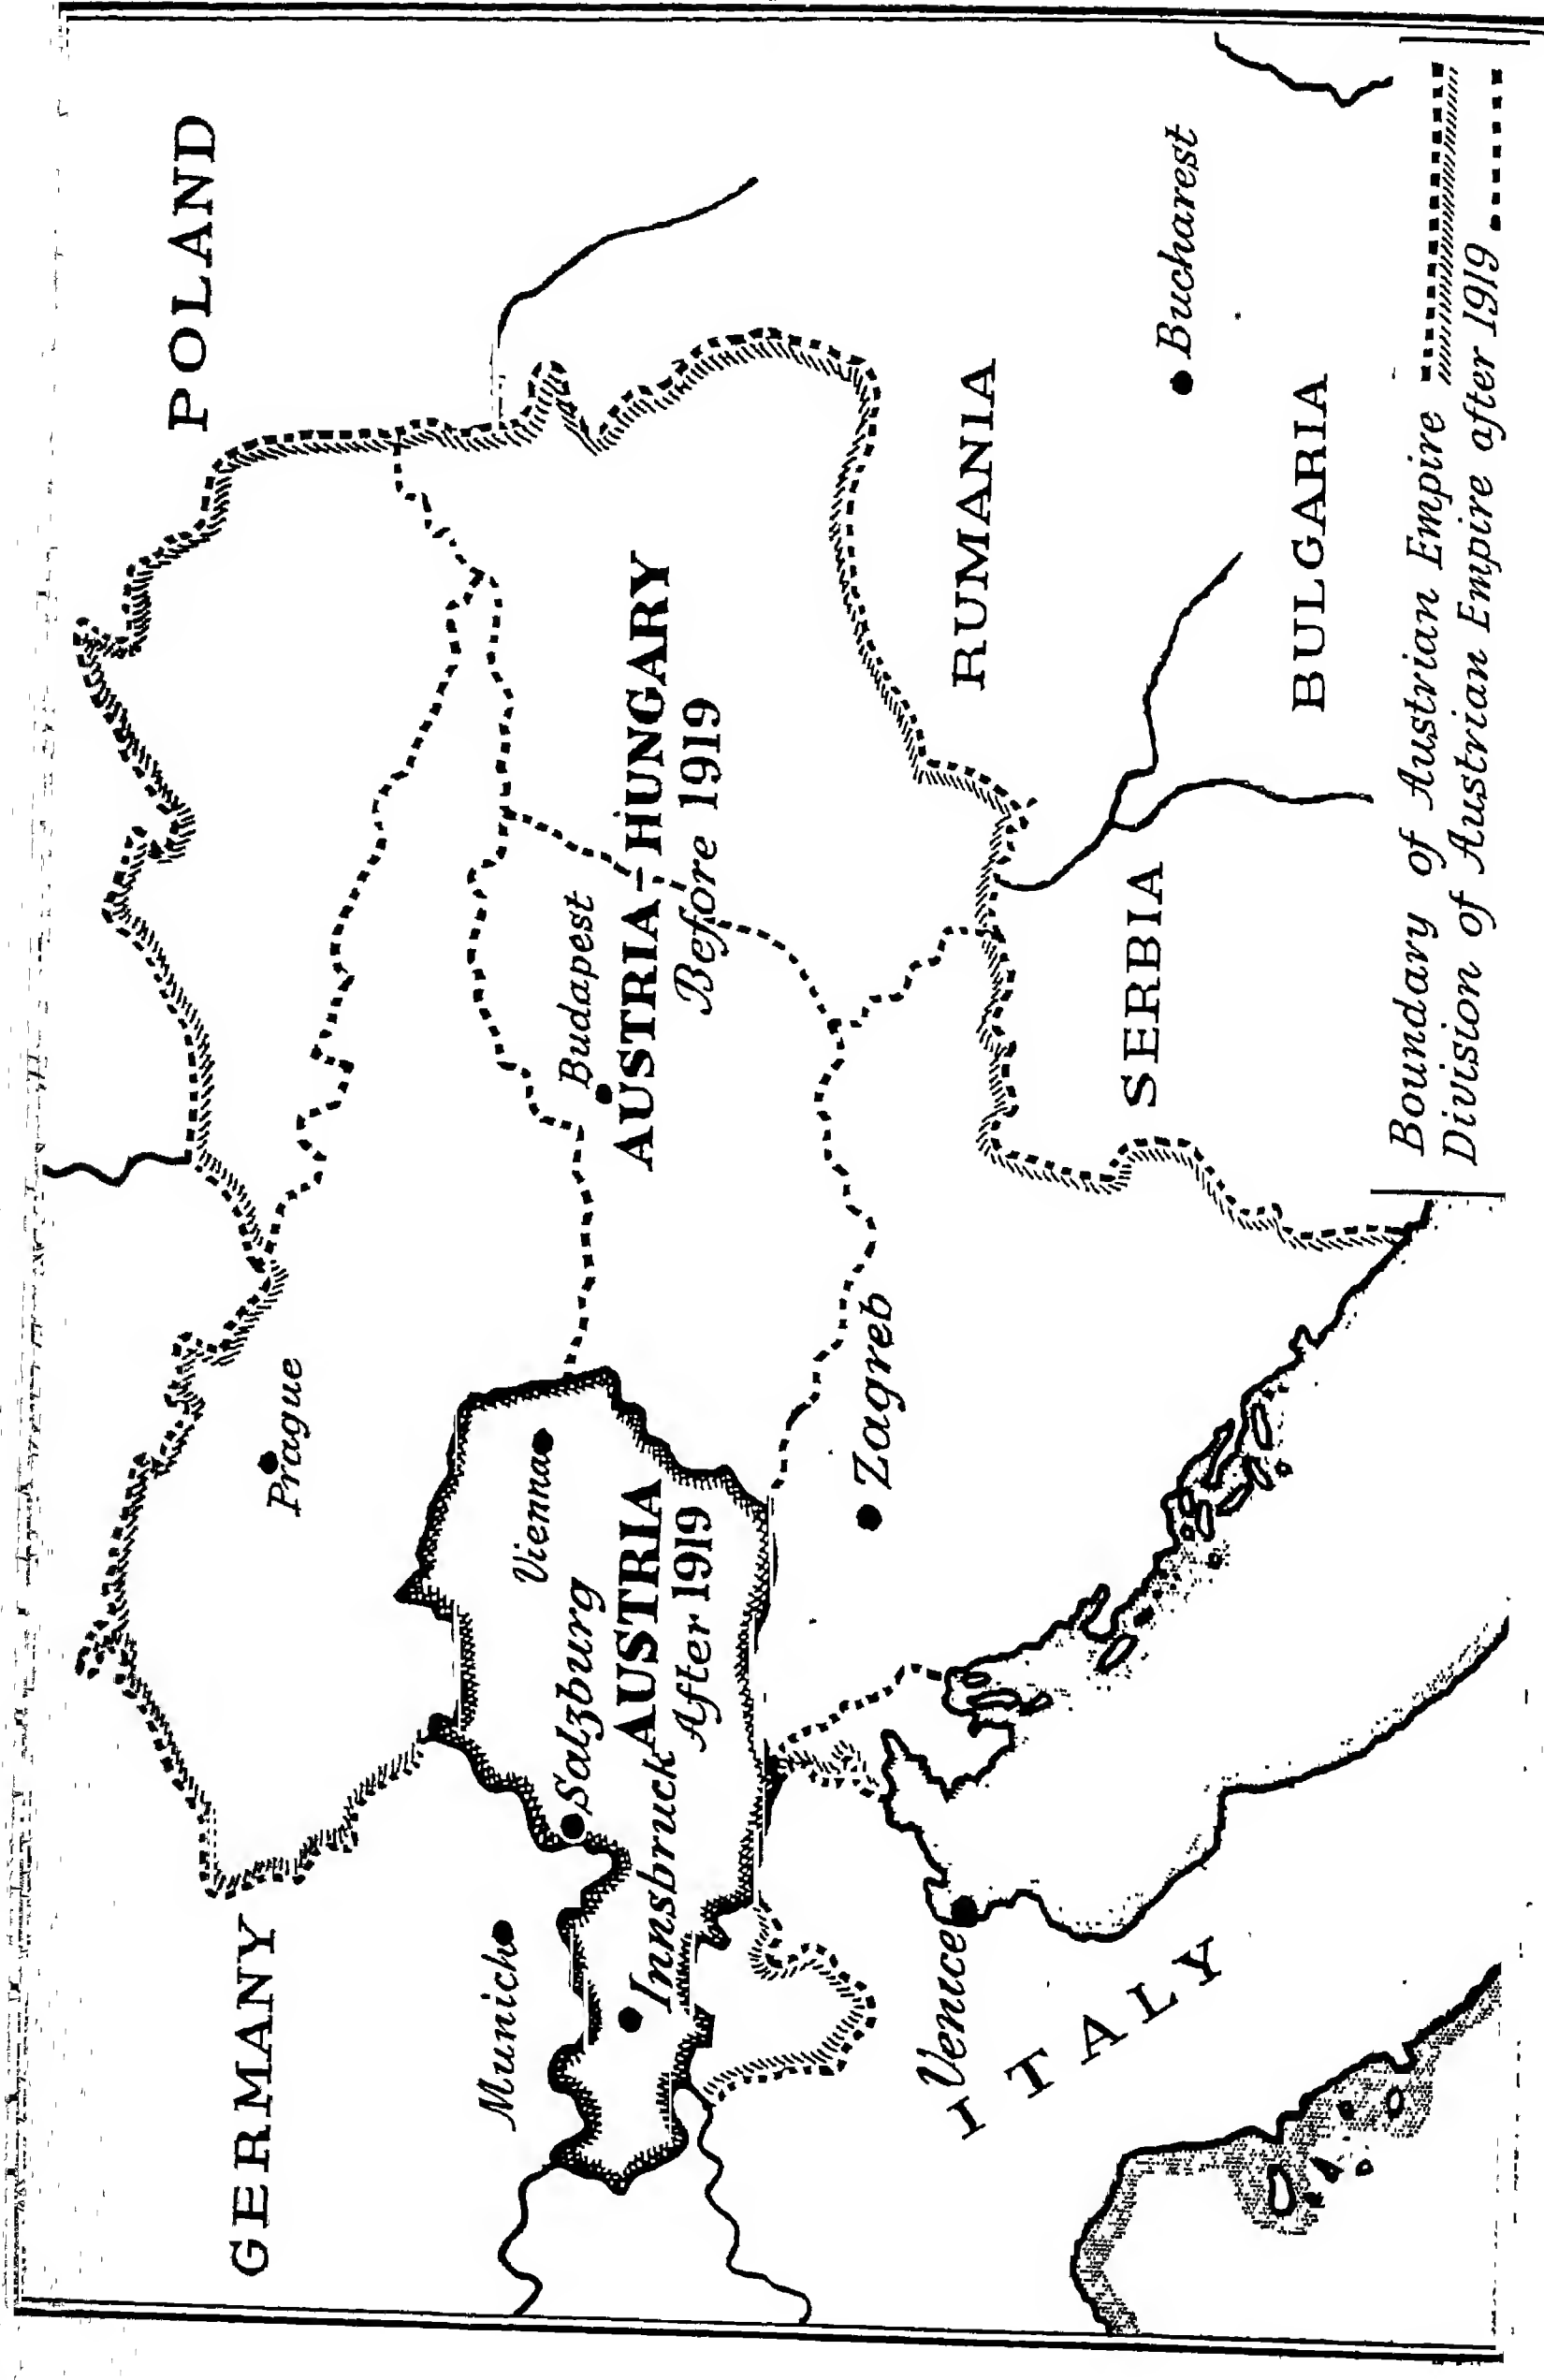 GERMANY
POLAND
Prague
Munich
Vienna
Salzburg
Budapest
Innsbruck
AUSTRIA
After 1919
AUSTRIA-HUNGARY
Before 1919
Zagreb
Venice
ITALY
RUMANIA
SERBIA
Bucharest
BULGARIA
Boundary of Austrian Empire
Division of Austrian Empire after 1919